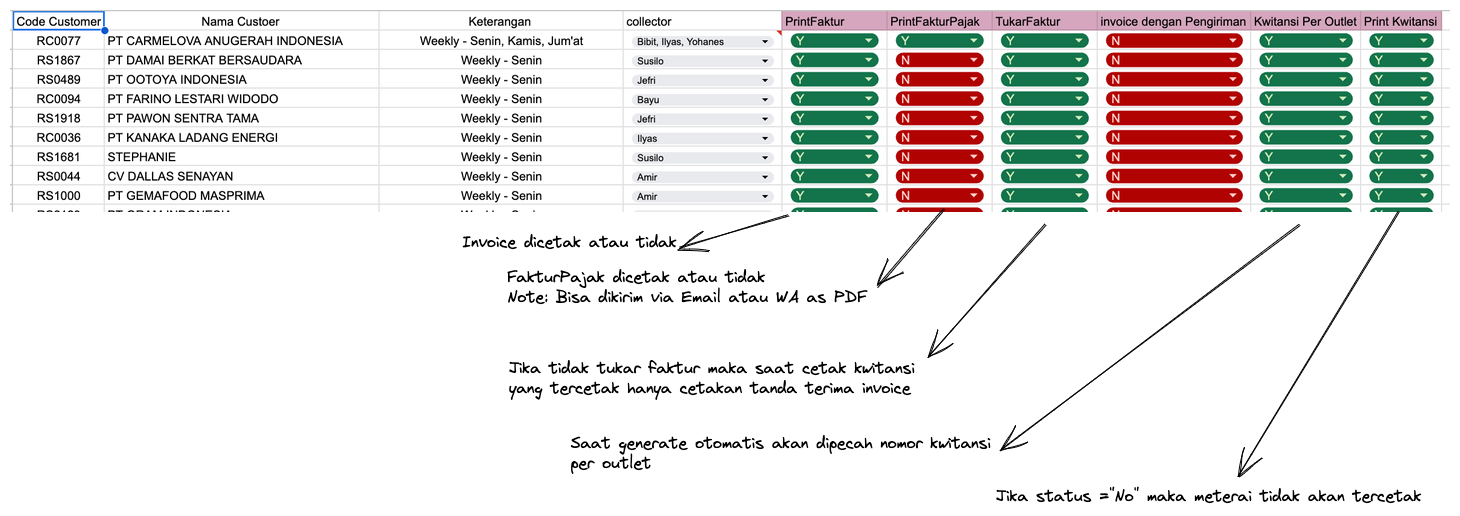 Code Customer Nama Custoer Keterangan collector PrintFaktur PrintFakturPajak TukarFaktur invoice dengan Pengiriman Kwitansi Per Outlet Print Kwitansi
RC0077 PT CARMELOVA ANUGERAH INDONESIA Weekly - Senin, Kamis, Jum'at Bibit, Ilyas, Yohanes Y Y Y N Y Y
RS1867 PT DAMAI BERKAT BERSAUDARA Weekly - Senin Susilo Y N Y N Y Y
RS0489 PT OOTOYA INDONESIA Weekly - Senin Jefri Y N Y N Y Y
RC0094 PT FARINO LESTARI WIDODO Weekly - Senin Bayu Y N Y N Y Y
RS1918 PT PAWON SENTRA TAMA Weekly - Senin Jefri Y N Y N Y Y
RC0036 PT KANAKA LADANG ENERGI Weekly - Senin Ilyas Y N Y N Y Y
RS1681 STEPHANIE Weekly - Senin Susilo Y N Y N Y Y
RS0044 CV DALLAS SENAYAN Weekly - Senin Amir Y N Y N Y Y
RS1000 PT GEMAFOOD MASPRIMA Weekly - Senin Amir Y N Y N Y Y
Invoice dicetak atau tidak
FakturPajak dicetak atau tidak
Note: Bisa dikirim via Email atau WA as PDF
Jika tidak tukar faktur maka saat cetak kwitansi
yang tercetak hanya cetakan tanda terima invoice
Saat generate otomatis akan dipecah nomor kwitansi
per outlet
Jika status ="No" maka meterai tidak akan tercetak